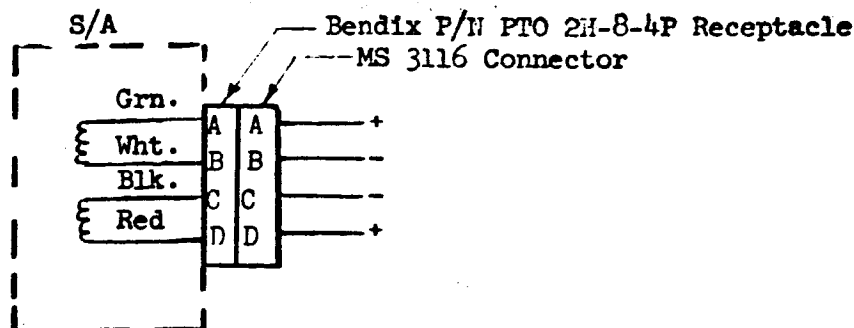 S/A
Bendix P/N PTO 2H-8-4P Receptacle
MS 3116 Connector
Grn.
A A +
Wht.
B B -
Blk.
C C -
Red
D D +